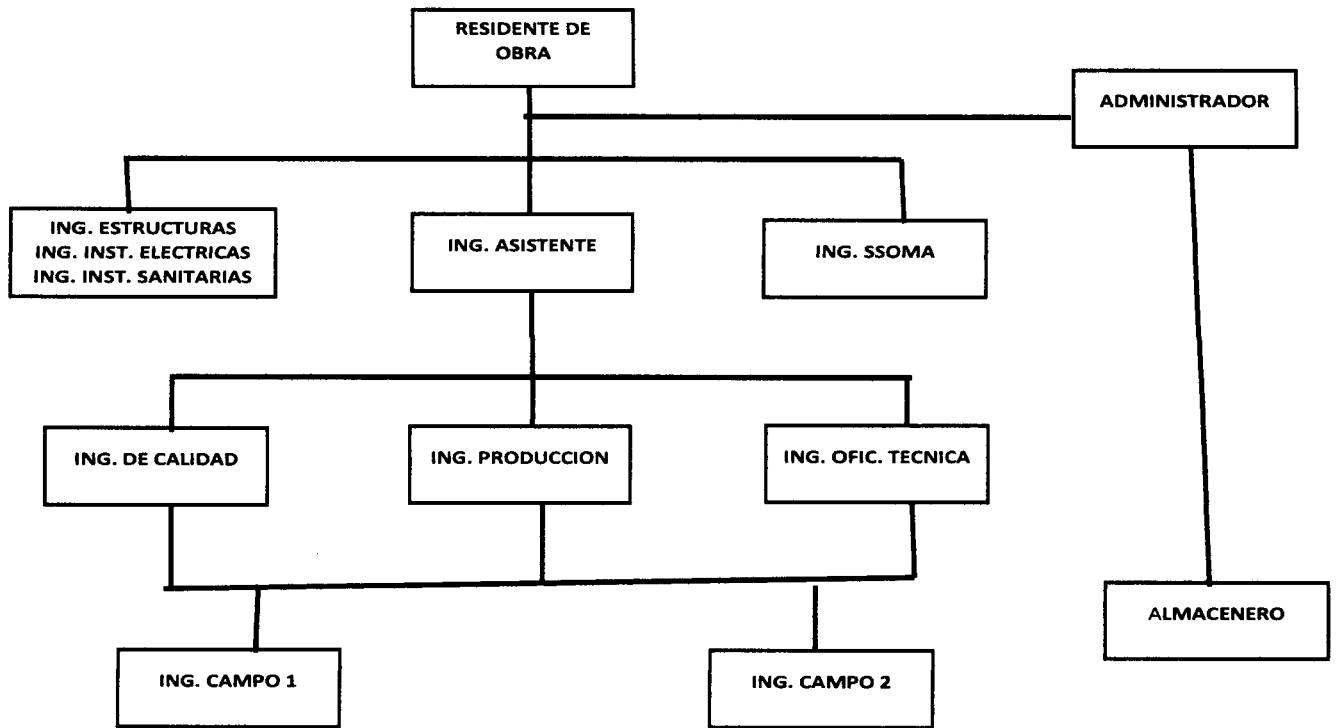 RESIDENTE DE
OBRA
ADMINISTRADOR
ING. ESTRUCTURAS
ING. INST. ELECTRICAS
ING. INST. SANITARIAS
ING. ASISTENTE
ING. SSOMA
ING. DE CALIDAD
ING. PRODUCCION
ING. OFIC. TECNICA
ALMACENERO
ING. CAMPO 1
ING. CAMPO 2